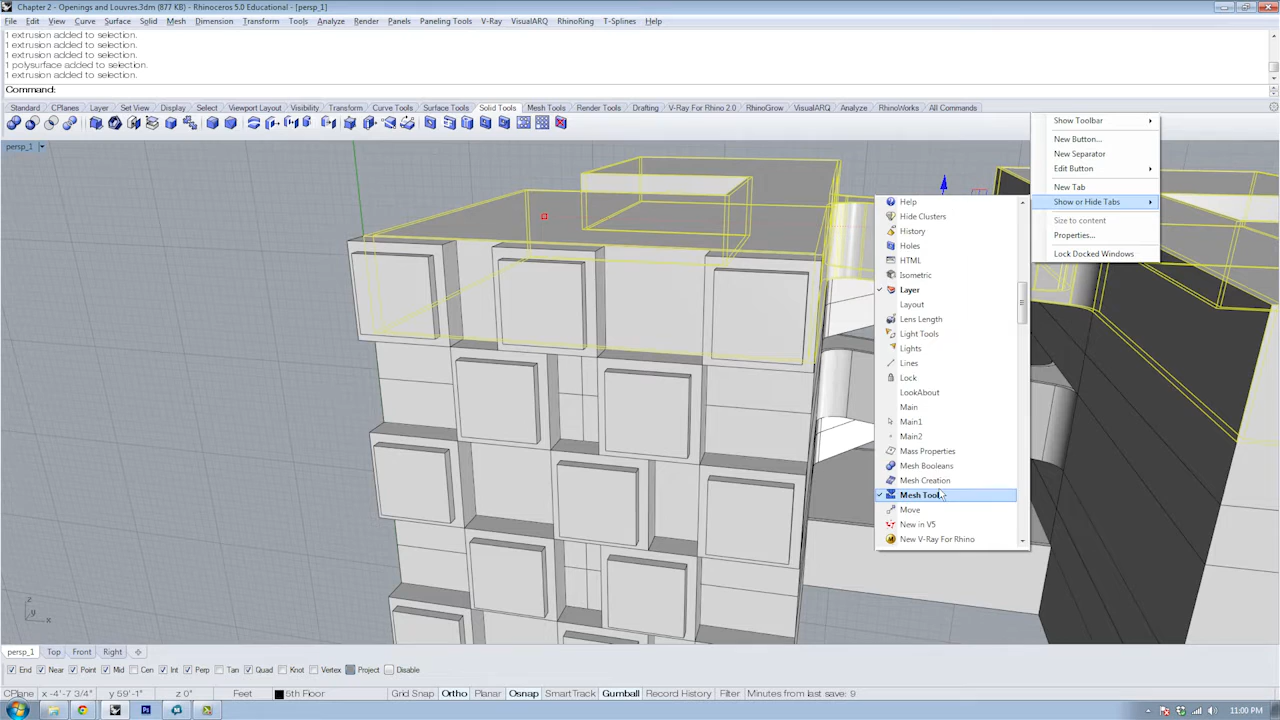 Chapter 2 - Openings and Louvres.3dm (877 KB) - Rhinoceros 5.0 Educational - [persp_1]
File Edit View Curve Surface Solid Mesh Dimension Transform Tools Analyze Render Panels Paneling Tools V-Ray VisualARQ RhinoRing T-Splines Help
1 extrusion added to selection.
1 extrusion added to selection.
1 polysurface added to selection.
1 extrusion added to selection.
Command:
Standard CPlanes Layer Set View Display Select Viewport Layout Visibility Transform Curve Tools Surface Tools Solid Tools Mesh Tools Render Tools Drafting V-Ray For Rhino 2.0 RhinoGrow VisualARQ Analyze RhinoWorks All Commands
persp_1
Show Toolbar
New Button...
New Separator
Edit Button
New Tab
Show or Hide Tabs
Size to content
Properties...
Lock Docked Windows
Help
Hide Clusters
History
Holes
HTML
Isometric
Layer
Layout
Lens Length
Light Tools
Lights
Lines
Lock
LookAbout
Main
Main1
Main2
Mass Properties
Mesh Booleans
Mesh Creation
Mesh Tools
Move
New in V5
New V-Ray For Rhino
z
y
x
persp_1 Top Front Right
End Near Point Mid Cen Int Perp Tan Quad Knot Vertex Project Disable
CPlane x -4'-7 3/4" y 59'-1" z 0" Feet 5th Floor Grid Snap Ortho Planar Osnap SmartTrack Gumball Record History Filter Minutes from last save: 9
11:00 PM